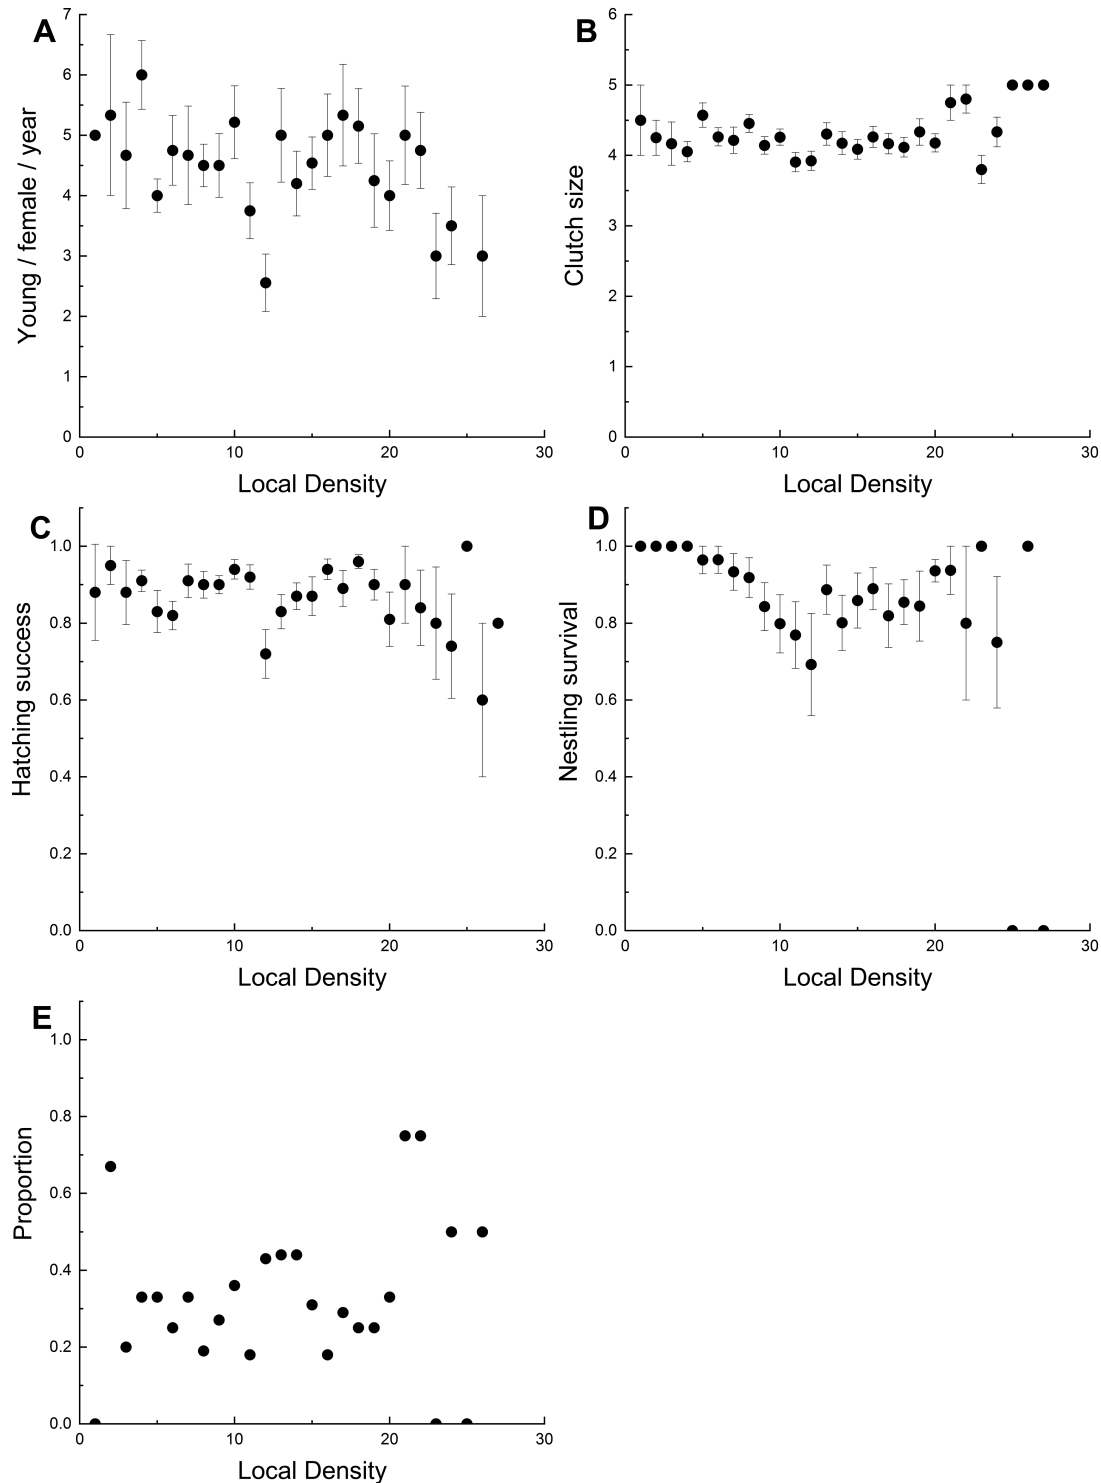 A
Young / female / year
7
6
5
4
3
2
1
0
0 10 20 30
Local Density
B
Clutch size
6
5
4
3
2
1
0
0 10 20 30
Local Density
C
Hatching success
1.0
0.8
0.6
0.4
0.2
0.0
0 10 20 30
Local Density
D
Nestling survival
1.0
0.8
0.6
0.4
0.2
0.0
0 10 20 30
Local Density
E
Proportion
1.0
0.8
0.6
0.4
0.2
0.0
0 10 20 30
Local Density